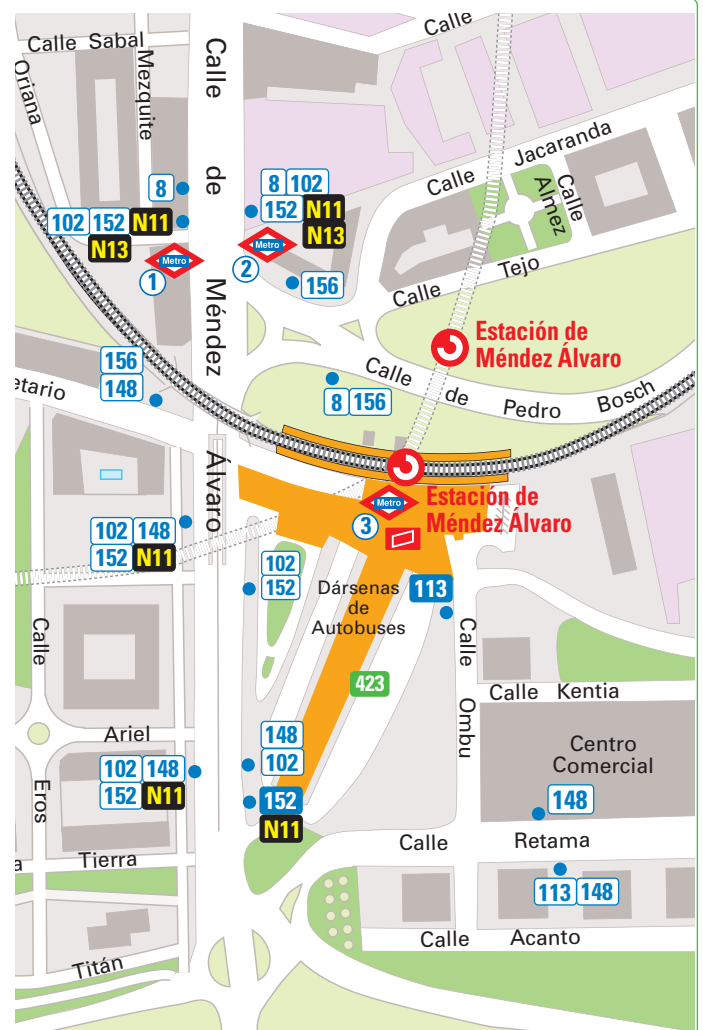 Calle
Calle Sabal
Oriana
Mezquite
Calle
de
Méndez
Álvaro
Calle Jacaranda
Calle
Almez
8
8 102
102 152 N11
N13
152 N11
N13
Metro
1
Metro
2
156
Calle Tejo
Estación de
Méndez Álvaro
156
148
etario
8 156
Calle de Pedro Bosch
Metro
3
Estación de
Méndez Álvaro
102 148
152 N11
102
152
Dársenas
de
Autobuses
113
Calle
Ombu
Calle
Eros
423
Calle Kentia
Ariel
148
102
Centro
Comercial
102 148
152 N11
152
N11
148
Calle Retama
a
Tierra
113 148
Calle Acanto
Titán